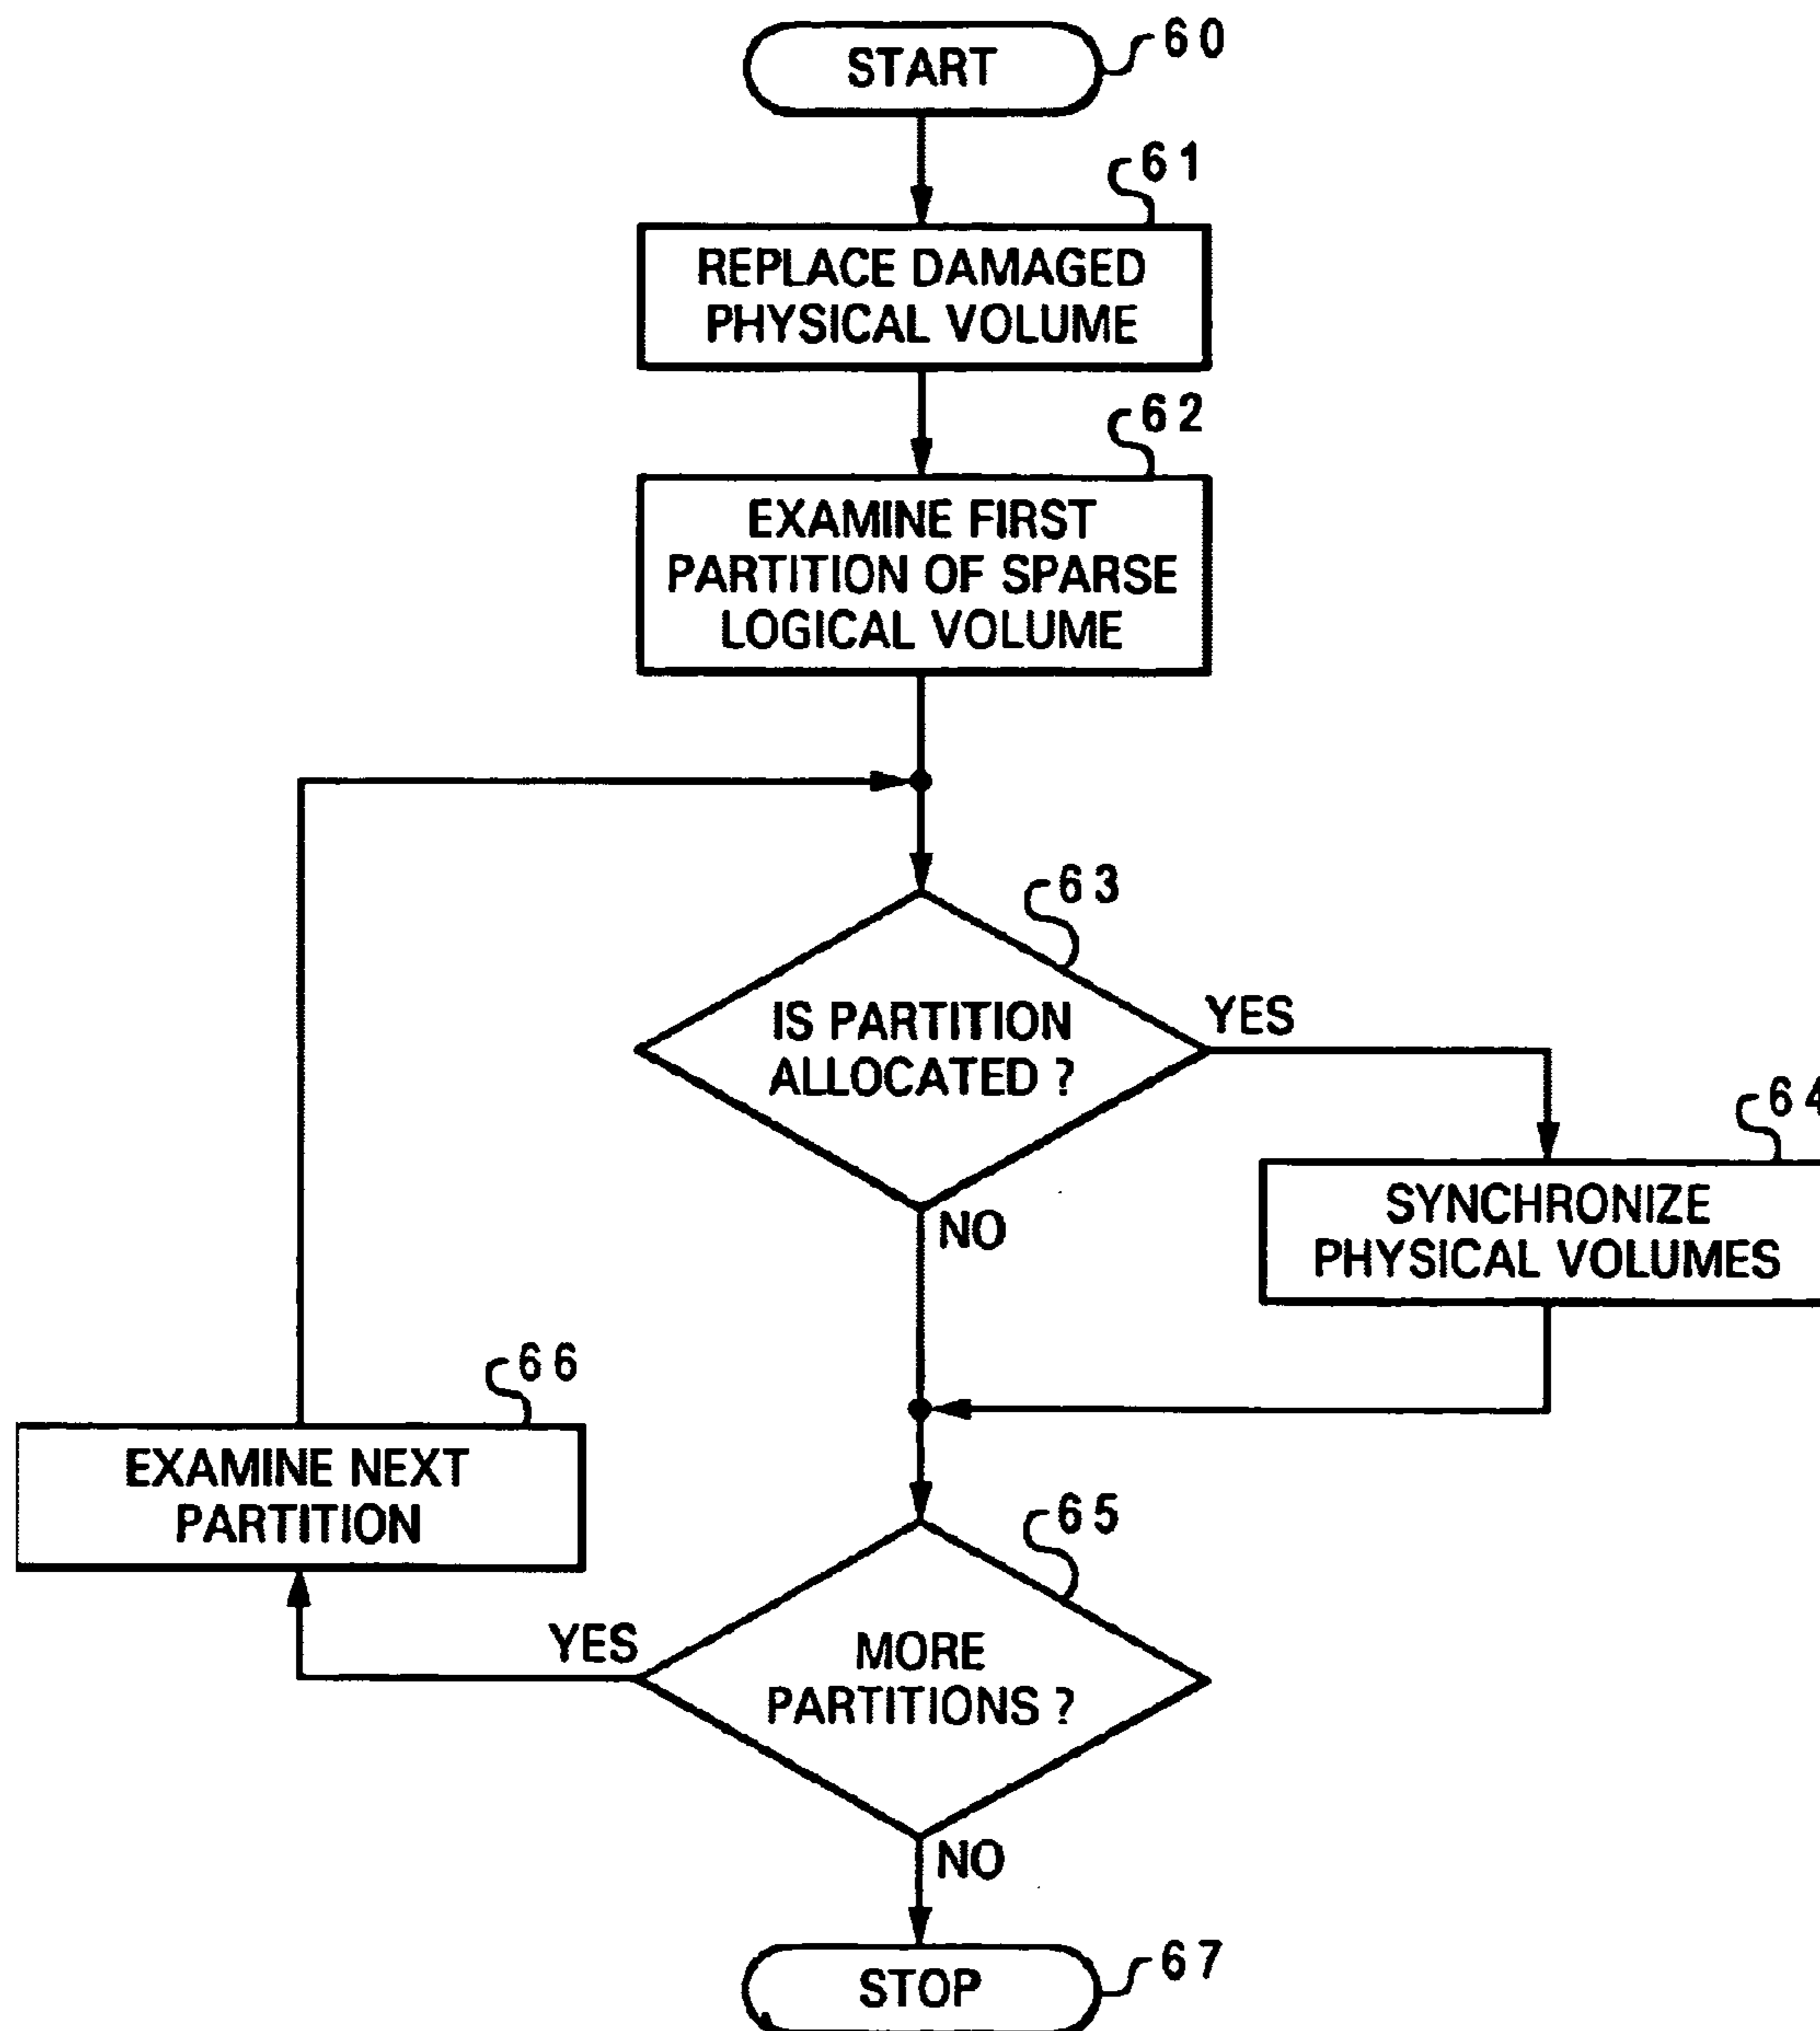 START
60
61
REPLACE DAMAGED
PHYSICAL VOLUME
62
EXAMINE FIRST
PARTITION OF SPARSE
LOGICAL VOLUME
63
IS PARTITION
ALLOCATED ?
YES
NO
64
SYNCHRONIZE
PHYSICAL VOLUMES
66
EXAMINE NEXT
PARTITION
65
MORE
PARTITIONS ?
YES
NO
STOP
67